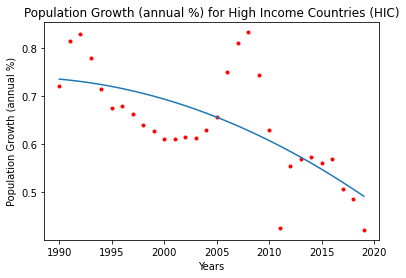 Population Growth (annual %) for High Income Countries (HIC)
Population Growth (annual %)
0.8
0.7
0.6
0.5
1990 1995 2000 2005 2010 2015 2020
Years